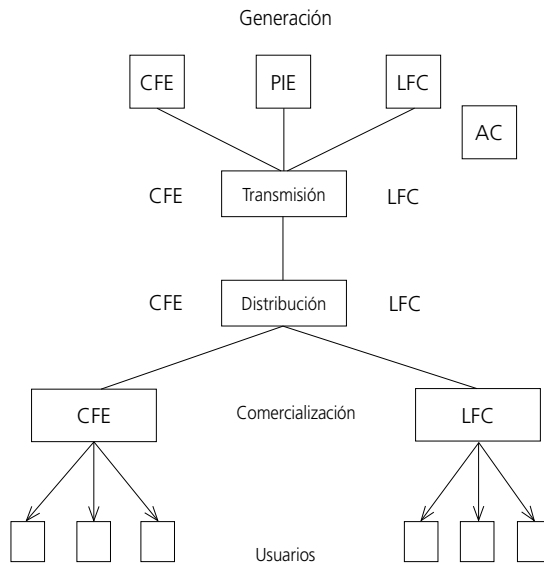 Generación
CFE PIE LFC
AC
CFE Transmisión LFC
CFE Distribución LFC
CFE Comercialización LFC
Usuarios